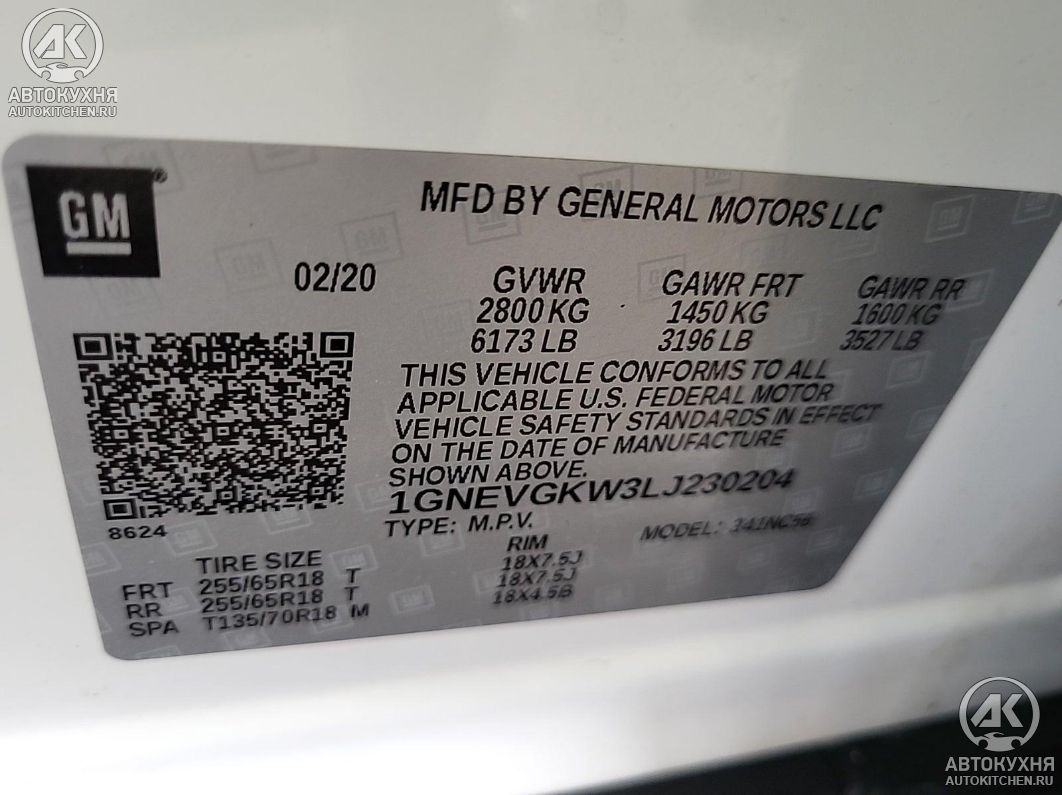 АК
АВТОКУХНЯ
AUTOKITCHEN.RU
GM ®
MFD BY GENERAL MOTORS LLC
02/20 GVWR GAWR FRT GAWR RR
2800 KG 1450 KG 1600 KG
6173 LB 3196 LB 3527 LB
THIS VEHICLE CONFORMS TO ALL
APPLICABLE U.S. FEDERAL MOTOR
VEHICLE SAFETY STANDARDS IN EFFECT
ON THE DATE OF MANUFACTURE
SHOWN ABOVE.
1GNEVGKW3LJ230204
8624
TYPE: M.P.V. MODEL:
TIRE SIZE RIM
FRT 255/65R18 T 18X7.5J
RR 255/65R18 T 18X7.5J
SPA T135/70R18 M 18X4.5B
АК
АВТОКУХНЯ
AUTOKITCHEN.RU